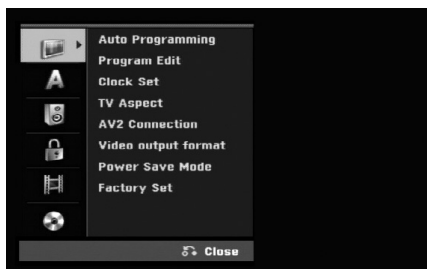 Auto Programming
Program Edit
A
Clock Set
TV Aspect
AV2 Connection
Video output format
Power Save Mode
Factory Set
Close